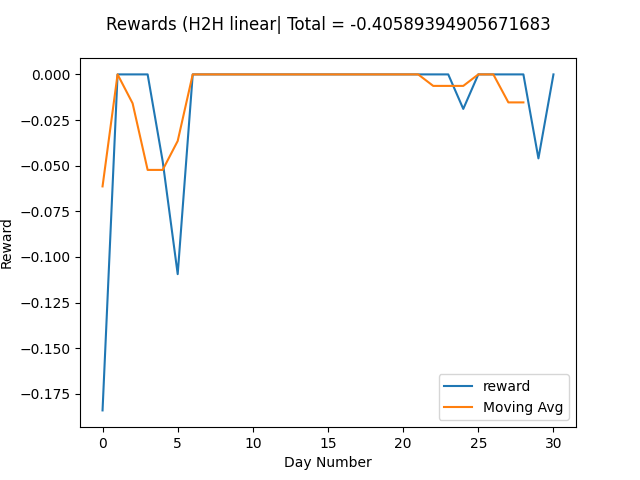 Rewards (H2H linear| Total = -0.40589394905671683
0.000
−0.025
−0.050
−0.075
−0.100
−0.125
−0.150
−0.175
Reward
0 5 10 15 20 25 30
Day Number
reward
Moving Avg